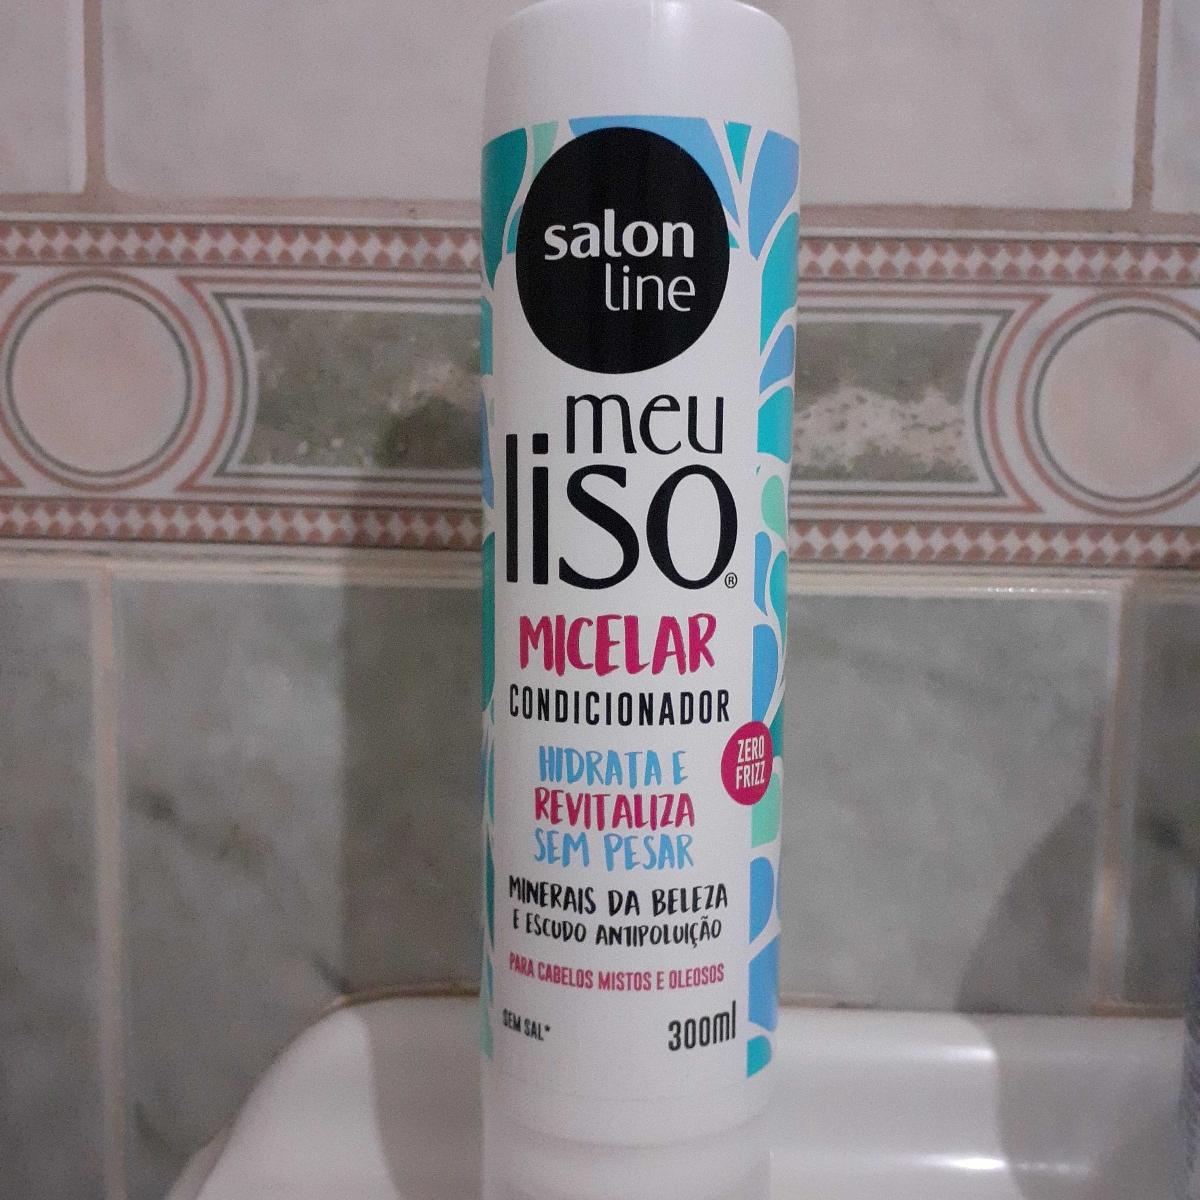 salon
line
meu
liso®
MICELAR
CONDICIONADOR
ZERO
FRIZZ
HIDRATA E
REVITALIZA
SEM PESAR
MINERAIS DA BELEZA
E ESCUDO ANTIPOLUIÇÃO
PARA CABELOS MISTOS E OLEOSOS
SEM SAL*
300ml